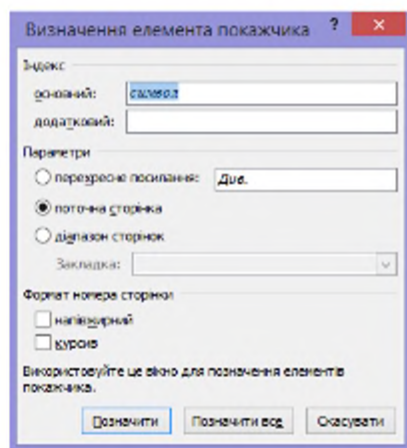 Визначення елемента покажчика ? ×
Індекс
основний: символ
додатковий:
Параметри
перехресне посилання: Див.
поточна сторінка
діапазон сторінок
Закладка:
Формат номера сторінки
напівжирний
курсив
Використовуйте це вікно для позначення елементів
покажчика.
Позначити Позначити все Скасувати